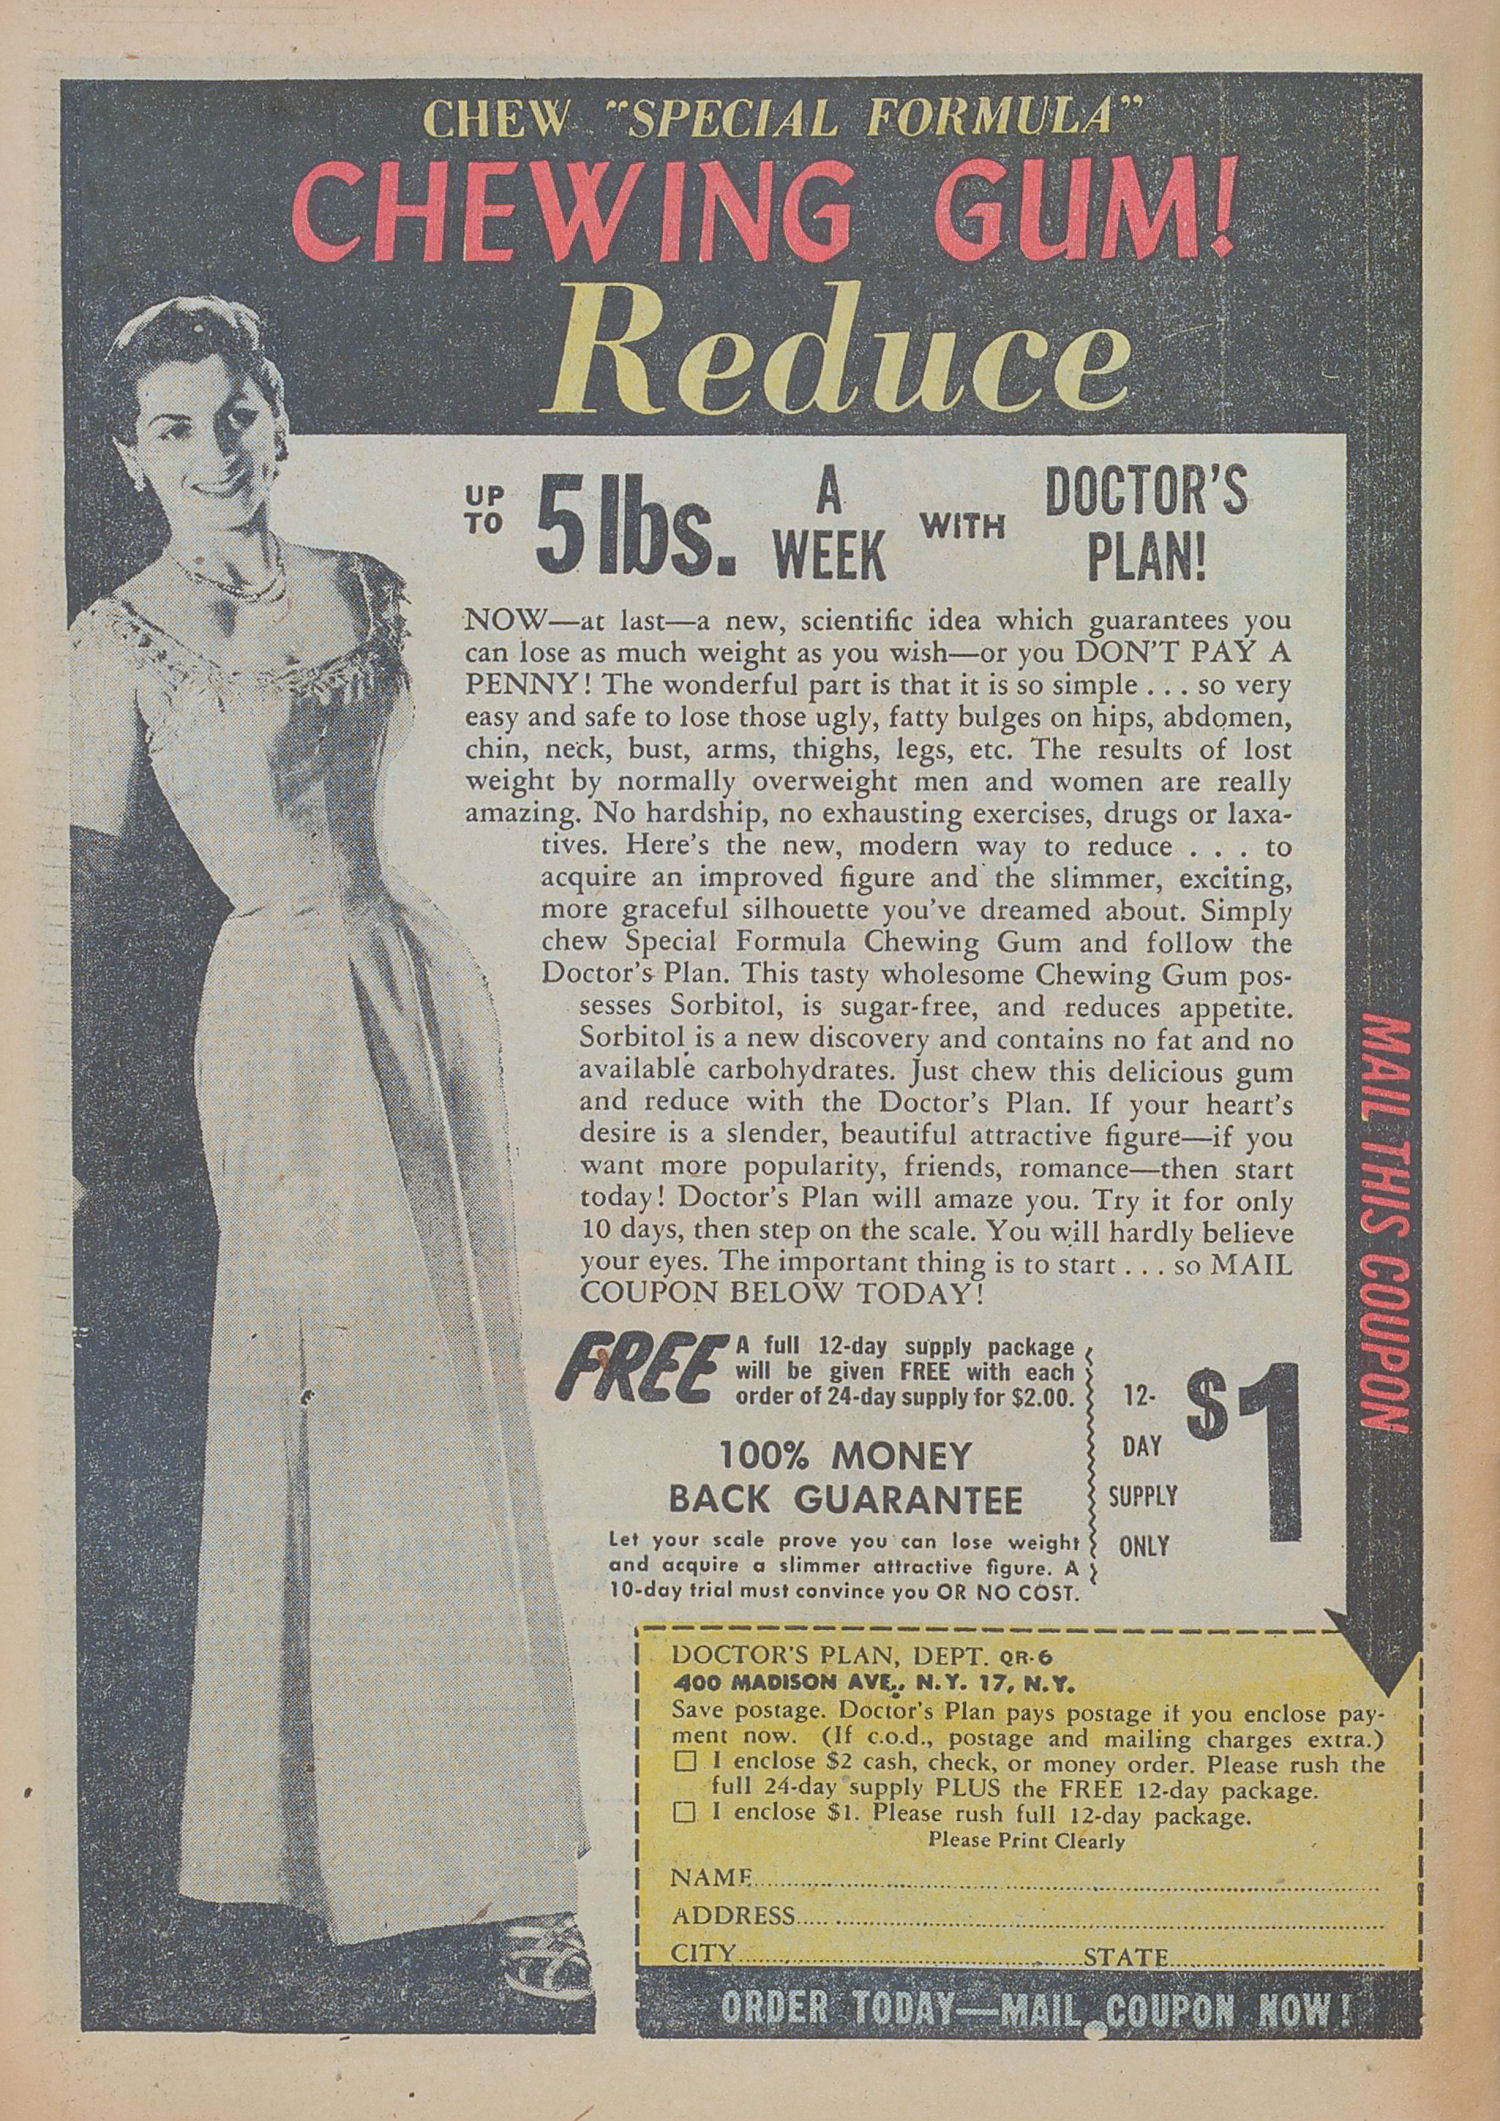 CHEW "SPECIAL FORMULA"
CHEWING GUM!
Reduce
UP TO 5 lbs. A WEEK WITH DOCTOR'S PLAN!
NOW—at last—a new, scientific idea which guarantees you
can lose as much weight as you wish—or you DON'T PAY A
PENNY! The wonderful part is that it is so simple . . . so very
easy and safe to lose those ugly, fatty bulges on hips, abdomen,
chin, neck, bust, arms, thighs, legs, etc. The results of lost
weight by normally overweight men and women are really
amazing. No hardship, no exhausting exercises, drugs or laxa-
tives. Here's the new, modern way to reduce . . . to
acquire an improved figure and the slimmer, exciting,
more graceful silhouette you've dreamed about. Simply
chew Special Formula Chewing Gum and follow the
Doctor's Plan. This tasty wholesome Chewing Gum pos-
sesses Sorbitol, is sugar-free, and reduces appetite.
Sorbitol is a new discovery and contains no fat and no
available carbohydrates. Just chew this delicious gum
and reduce with the Doctor's Plan. If your heart's
desire is a slender, beautiful attractive figure—if you
want more popularity, friends, romance—then start
today! Doctor's Plan will amaze you. Try it for only
10 days, then step on the scale. You will hardly believe
your eyes. The important thing is to start . . . so MAIL
COUPON BELOW TODAY!
FREE
A full 12-day supply package
will be given FREE with each
order of 24-day supply for $2.00.
100% MONEY
BACK GUARANTEE
Let your scale prove you can lose weight
and acquire a slimmer attractive figure. A
10-day trial must convince you OR NO COST.
12-
DAY
SUPPLY
ONLY
$1
MAIL THIS COUPON
DOCTOR'S PLAN, DEPT. QR-6
400 MADISON AVE., N.Y. 17, N.Y.
Save postage. Doctor's Plan pays postage if you enclose pay-
ment now. (If c.o.d., postage and mailing charges extra.)
☐ I enclose $2 cash, check, or money order. Please rush the
full 24-day supply PLUS the FREE 12-day package.
☐ I enclose $1. Please rush full 12-day package.
Please Print Clearly
NAME
ADDRESS
CITY STATE
ORDER TODAY—MAIL COUPON NOW!